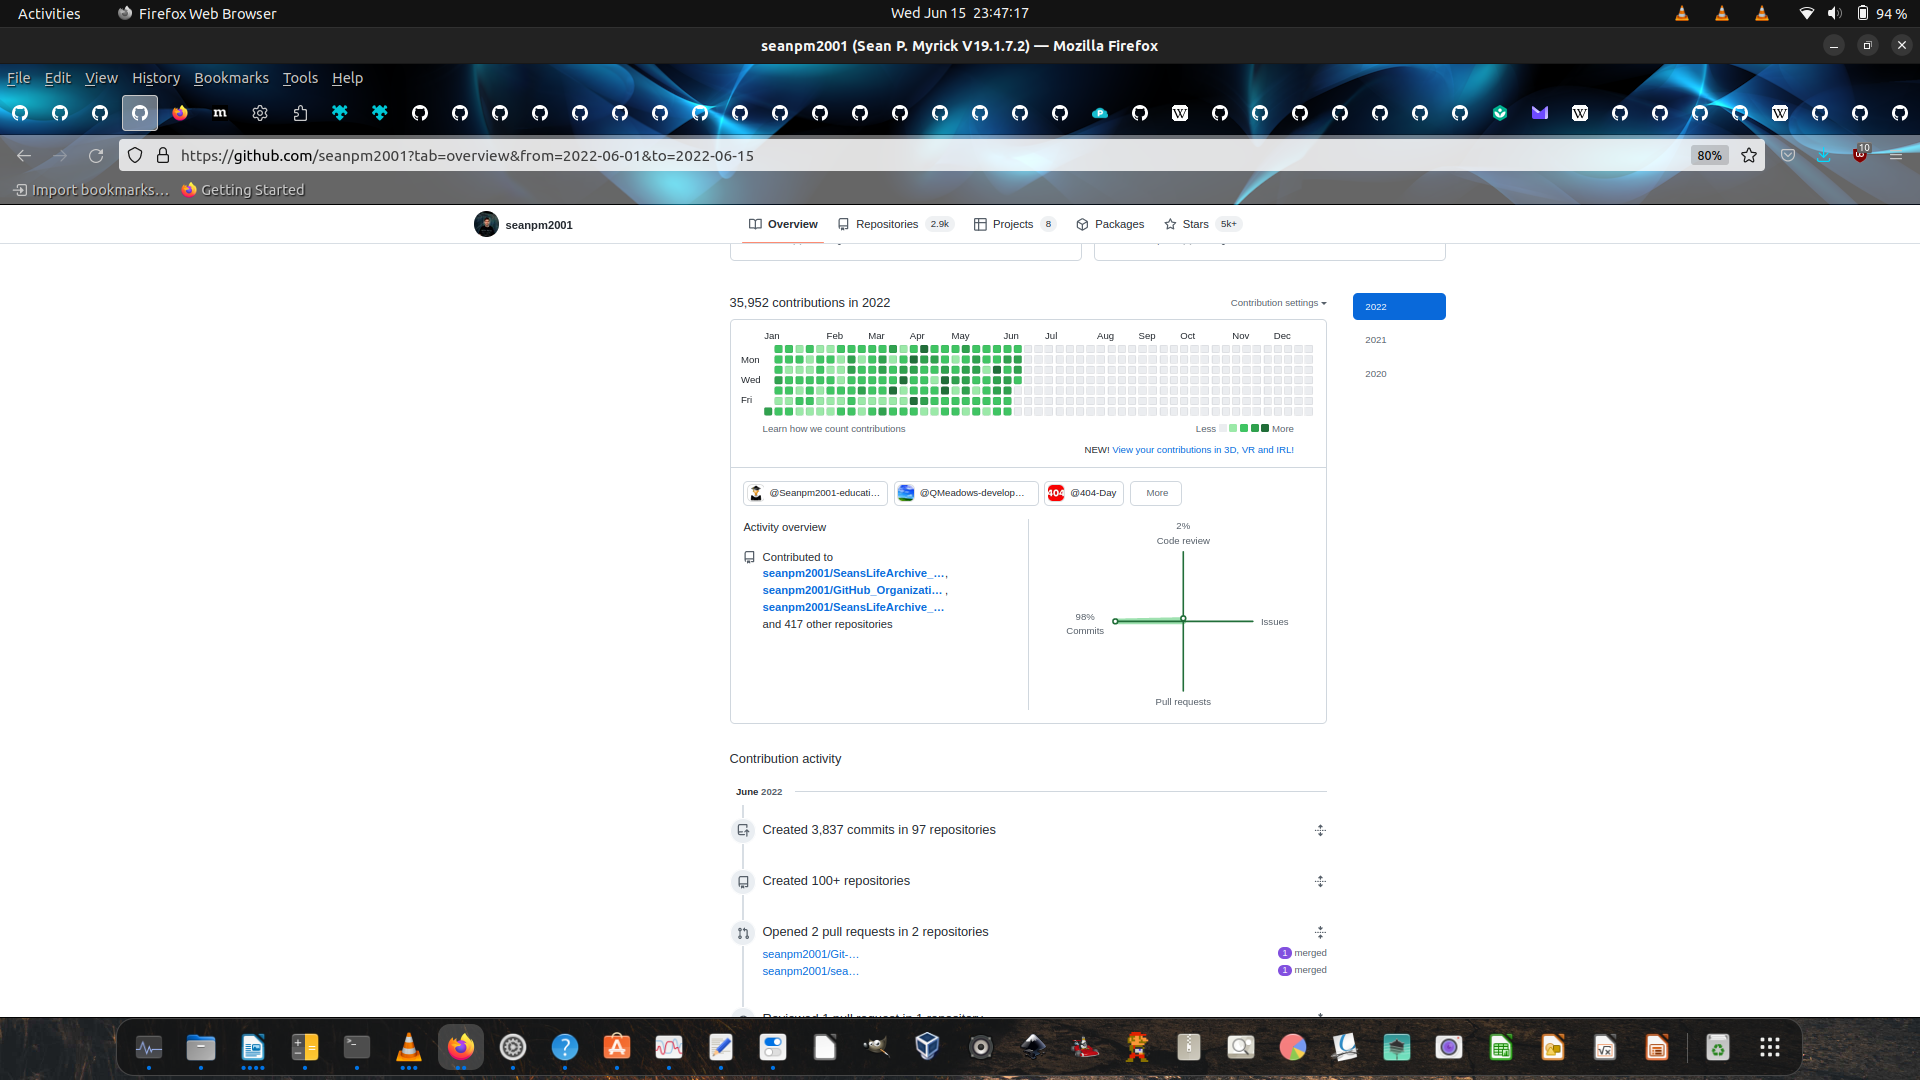 Activities
Firefox Web Browser
Wed Jun 15 23:47:17
94 %
seanpm2001 (Sean P. Myrick V19.1.7.2) — Mozilla Firefox
File Edit View History Bookmarks Tools Help
https://github.com/seanpm2001?tab=overview&from=2022-06-01&to=2022-06-15
80%
10
Import bookmarks…
Getting Started
seanpm2001
Overview
Repositories 2.9k
Projects 8
Packages
Stars 5k+
35,952 contributions in 2022
Contribution settings
2022
2021
2020
Jan Feb Mar Apr May Jun Jul Aug Sep Oct Nov Dec
Mon
Wed
Fri
Learn how we count contributions
Less More
NEW! View your contributions in 3D, VR and IRL!
@Seanpm2001-educati…
@QMeadows-develop…
404 @404-Day
More
Activity overview
Contributed to
seanpm2001/SeansLifeArchive_…,
seanpm2001/GitHub_Organizati… ,
seanpm2001/SeansLifeArchive_…
and 417 other repositories
2%
Code review
98%
Commits
Issues
Pull requests
Contribution activity
June 2022
Created 3,837 commits in 97 repositories
Created 100+ repositories
Opened 2 pull requests in 2 repositories
seanpm2001/Git-…
1 merged
seanpm2001/sea…
1 merged
Reviewed 1 pull request in 1 repository